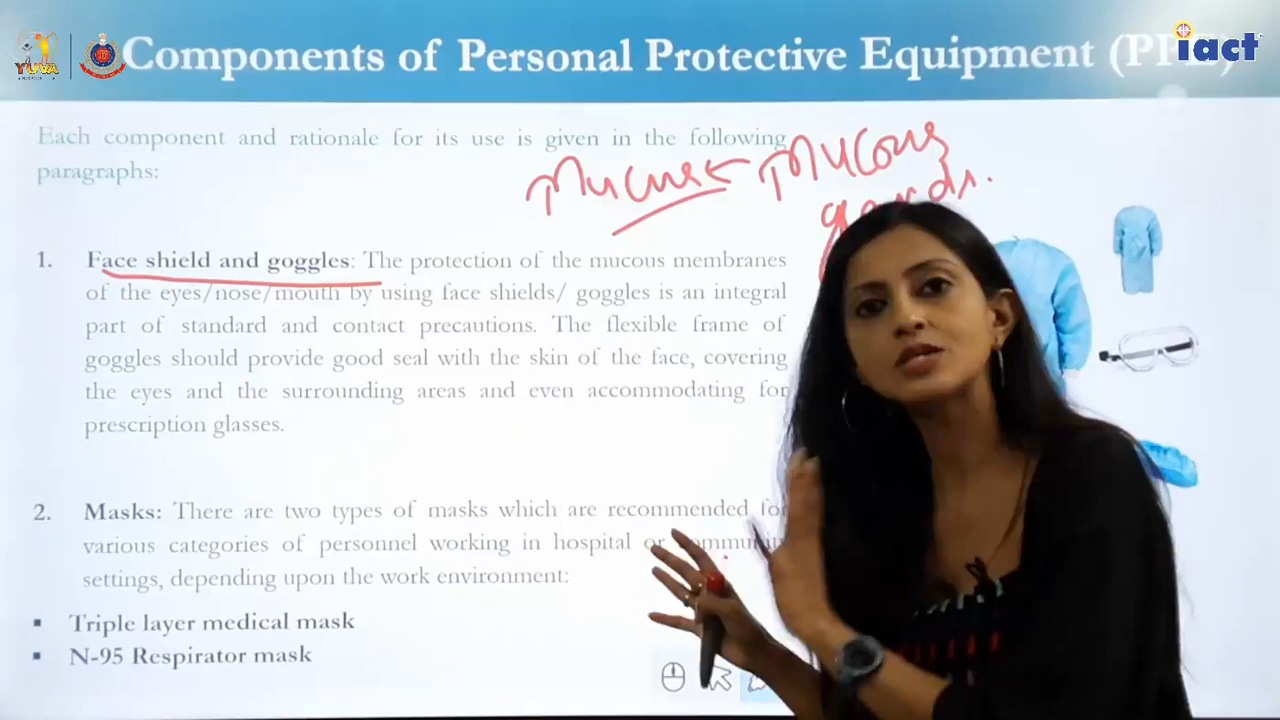 YUVA
Components of Personal Protective Equipment (PPE)
iact
Each component and rationale for its use is given in the following
paragraphs:
Mucus Mucous
1. Face shield and goggles: The protection of the mucous membranes
of the eyes/nose/mouth by using face shields/ goggles is an integral
part of standard and contact precautions. The flexible frame of
goggles should provide good seal with the skin of the face, covering
the eyes and the surrounding areas and even accommodating for
prescription glasses.
2. Masks: There are two types of masks which are recommended for
various categories of personnel working in hospital or
settings, depending upon the work environment:
▪ Triple layer medical mask
▪ N-95 Respirator mask